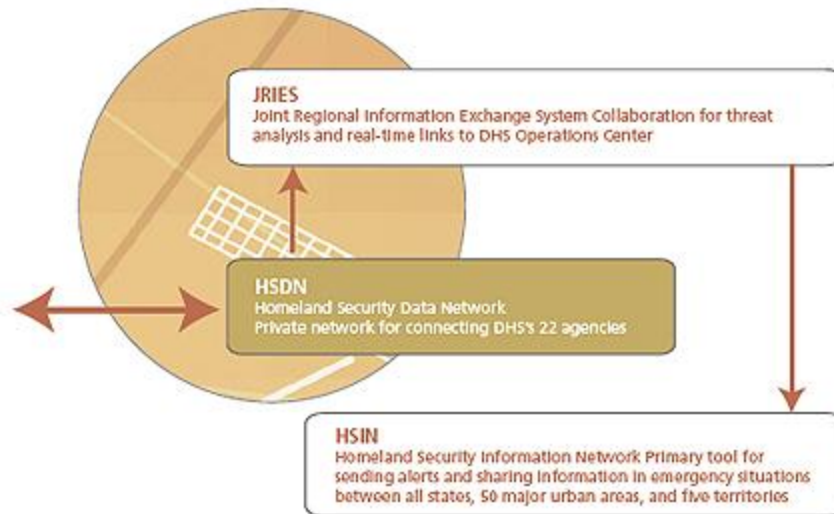 JRIES
Joint Regional Information Exchange System Collaboration for threat
analysis and real-time links to DHS Operations Center
HSDN
Homeland Security Data Network
Private network for connecting DHS's 22 agencies
HSIN
Homeland Security Information Network Primary tool for
sending alerts and sharing information in emergency situations
between all states, 50 major urban areas, and five territories